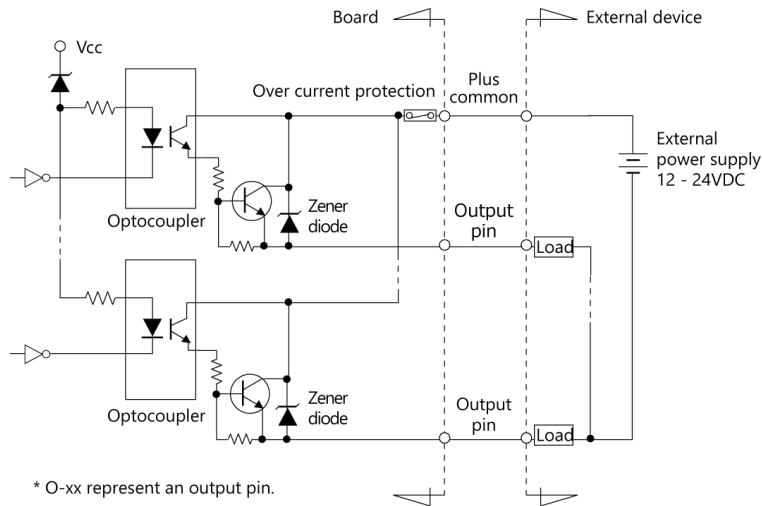 Board
External device
Vcc
Over current protection
Plus
common
External
power supply
12 - 24VDC
Optocoupler
Zener
diode
Output
pin
Load
Optocoupler
Zener
diode
Output
pin
Load
* O-xx represent an output pin.